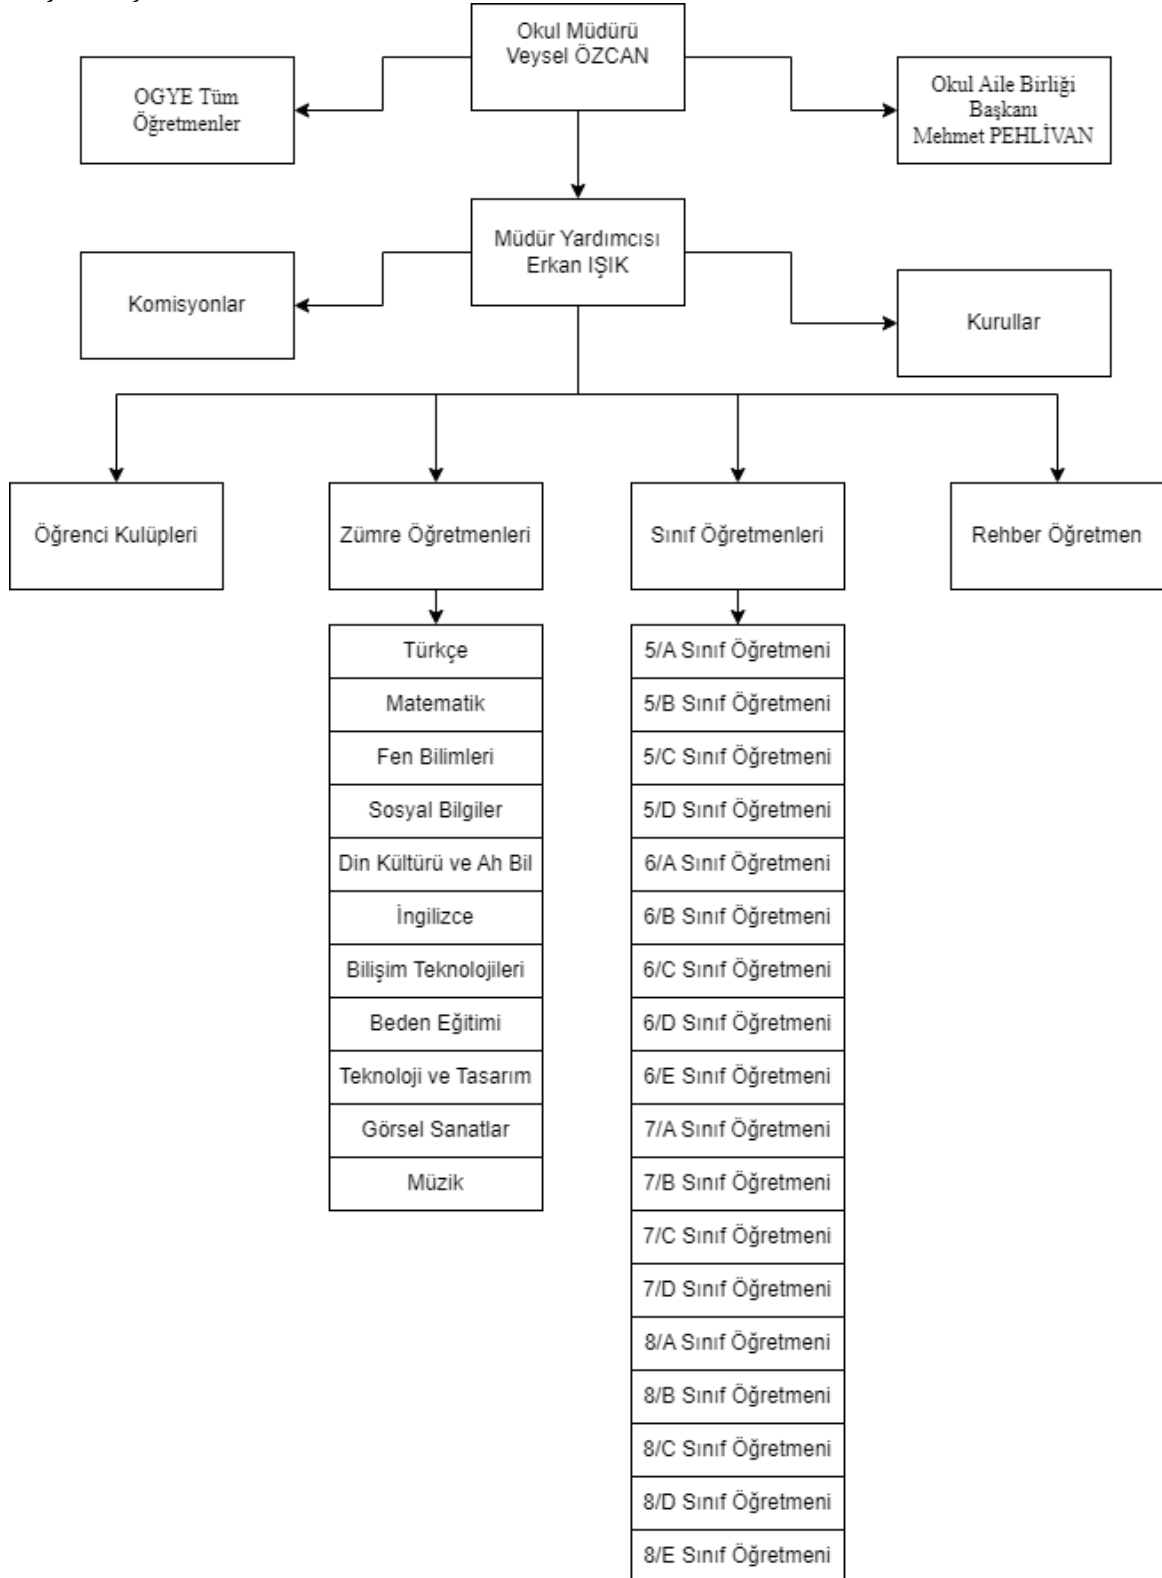 Okul Müdürü
Veysel ÖZCAN
OGYE Tüm
Öğretmenler
Okul Aile Birliği
Başkanı
Mehmet PEHLİVAN
Müdür Yardımcısı
Erkan IŞIK
Komisyonlar
Kurullar
Öğrenci Kulüpleri
Zümre Öğretmenleri
Sınıf Öğretmenleri
Rehber Öğretmen
Türkçe
Matematik
Fen Bilimleri
Sosyal Bilgiler
Din Kültürü ve Ah Bil
İngilizce
Bilişim Teknolojileri
Beden Eğitimi
Teknoloji ve Tasarım
Görsel Sanatlar
Müzik
5/A Sınıf Öğretmeni
5/B Sınıf Öğretmeni
5/C Sınıf Öğretmeni
5/D Sınıf Öğretmeni
6/A Sınıf Öğretmeni
6/B Sınıf Öğretmeni
6/C Sınıf Öğretmeni
6/D Sınıf Öğretmeni
6/E Sınıf Öğretmeni
7/A Sınıf Öğretmeni
7/B Sınıf Öğretmeni
7/C Sınıf Öğretmeni
7/D Sınıf Öğretmeni
8/A Sınıf Öğretmeni
8/B Sınıf Öğretmeni
8/C Sınıf Öğretmeni
8/D Sınıf Öğretmeni
8/E Sınıf Öğretmeni